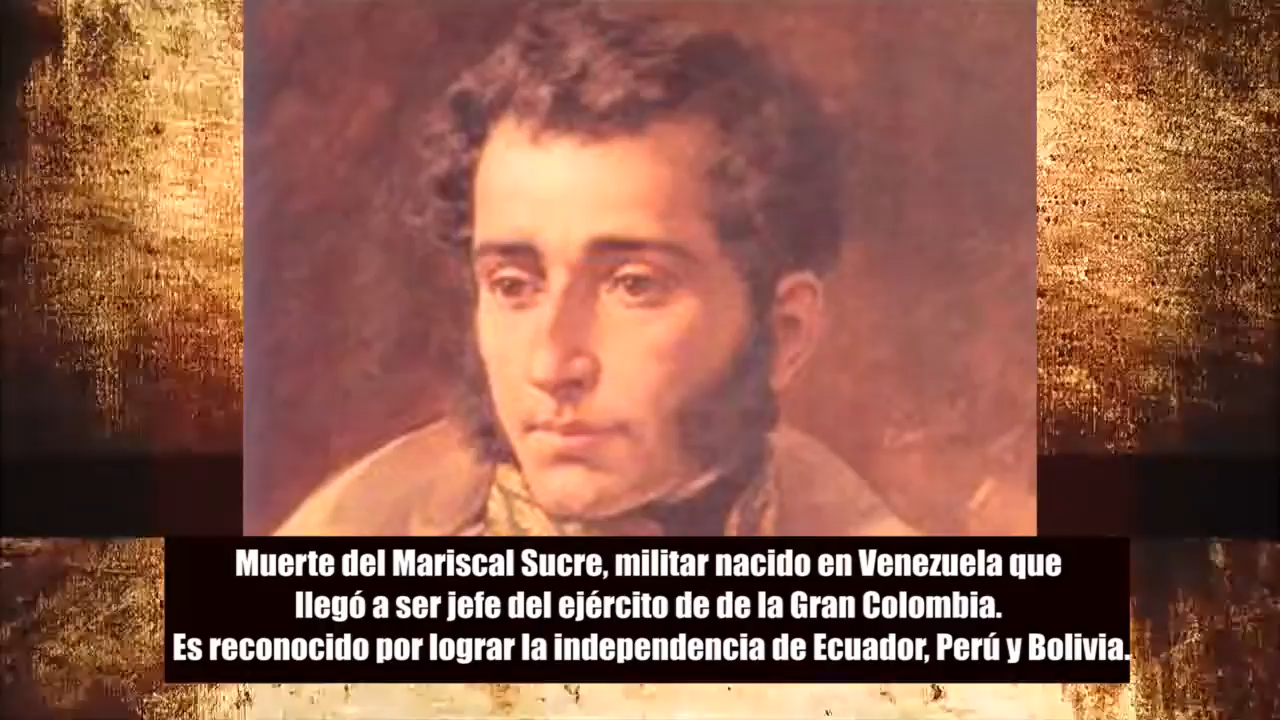 Muerte del Mariscal Sucre, militar nacido en Venezuela que
llegó a ser jefe del ejército de de la Gran Colombia.
Es reconocido por lograr la independencia de Ecuador, Perú y Bolivia.